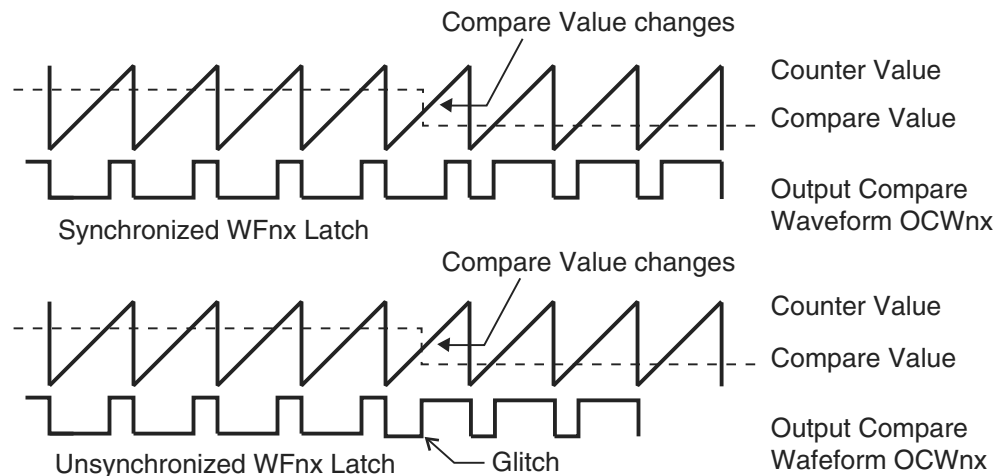 Compare Value changes
Counter Value
Compare Value
Output Compare
Waveform OCWnx
Synchronized WFnx Latch
Compare Value changes
Counter Value
Compare Value
Output Compare
Wafeform OCWnx
Unsynchronized WFnx Latch
Glitch